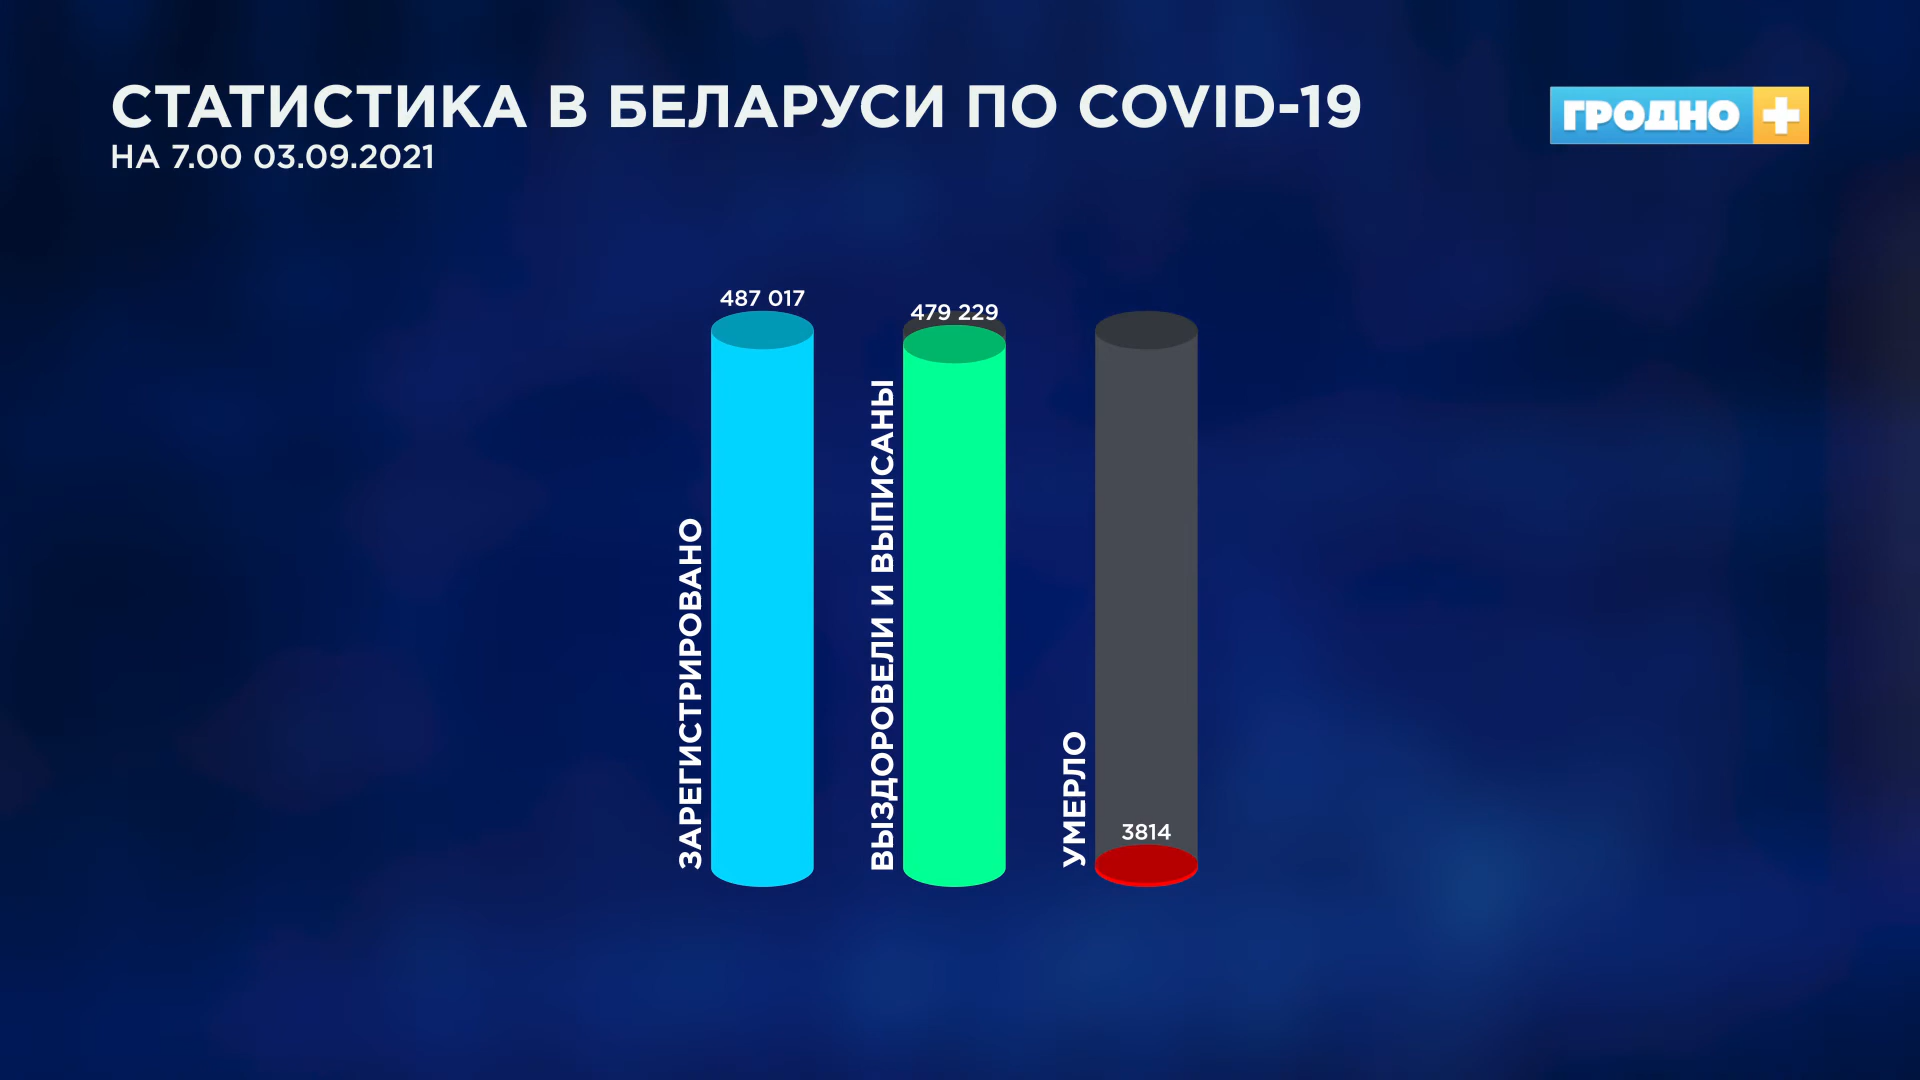 СТАТИСТИКА В БЕЛАРУСИ ПО COVID-19
НА 7.00 03.09.2021
ГРОДНО +
487 017
479 229
3814
ЗАРЕГИСТРИРОВАНО
ВЫЗДОРОВЕЛИ И ВЫПИСАНЫ
УМЕРЛО